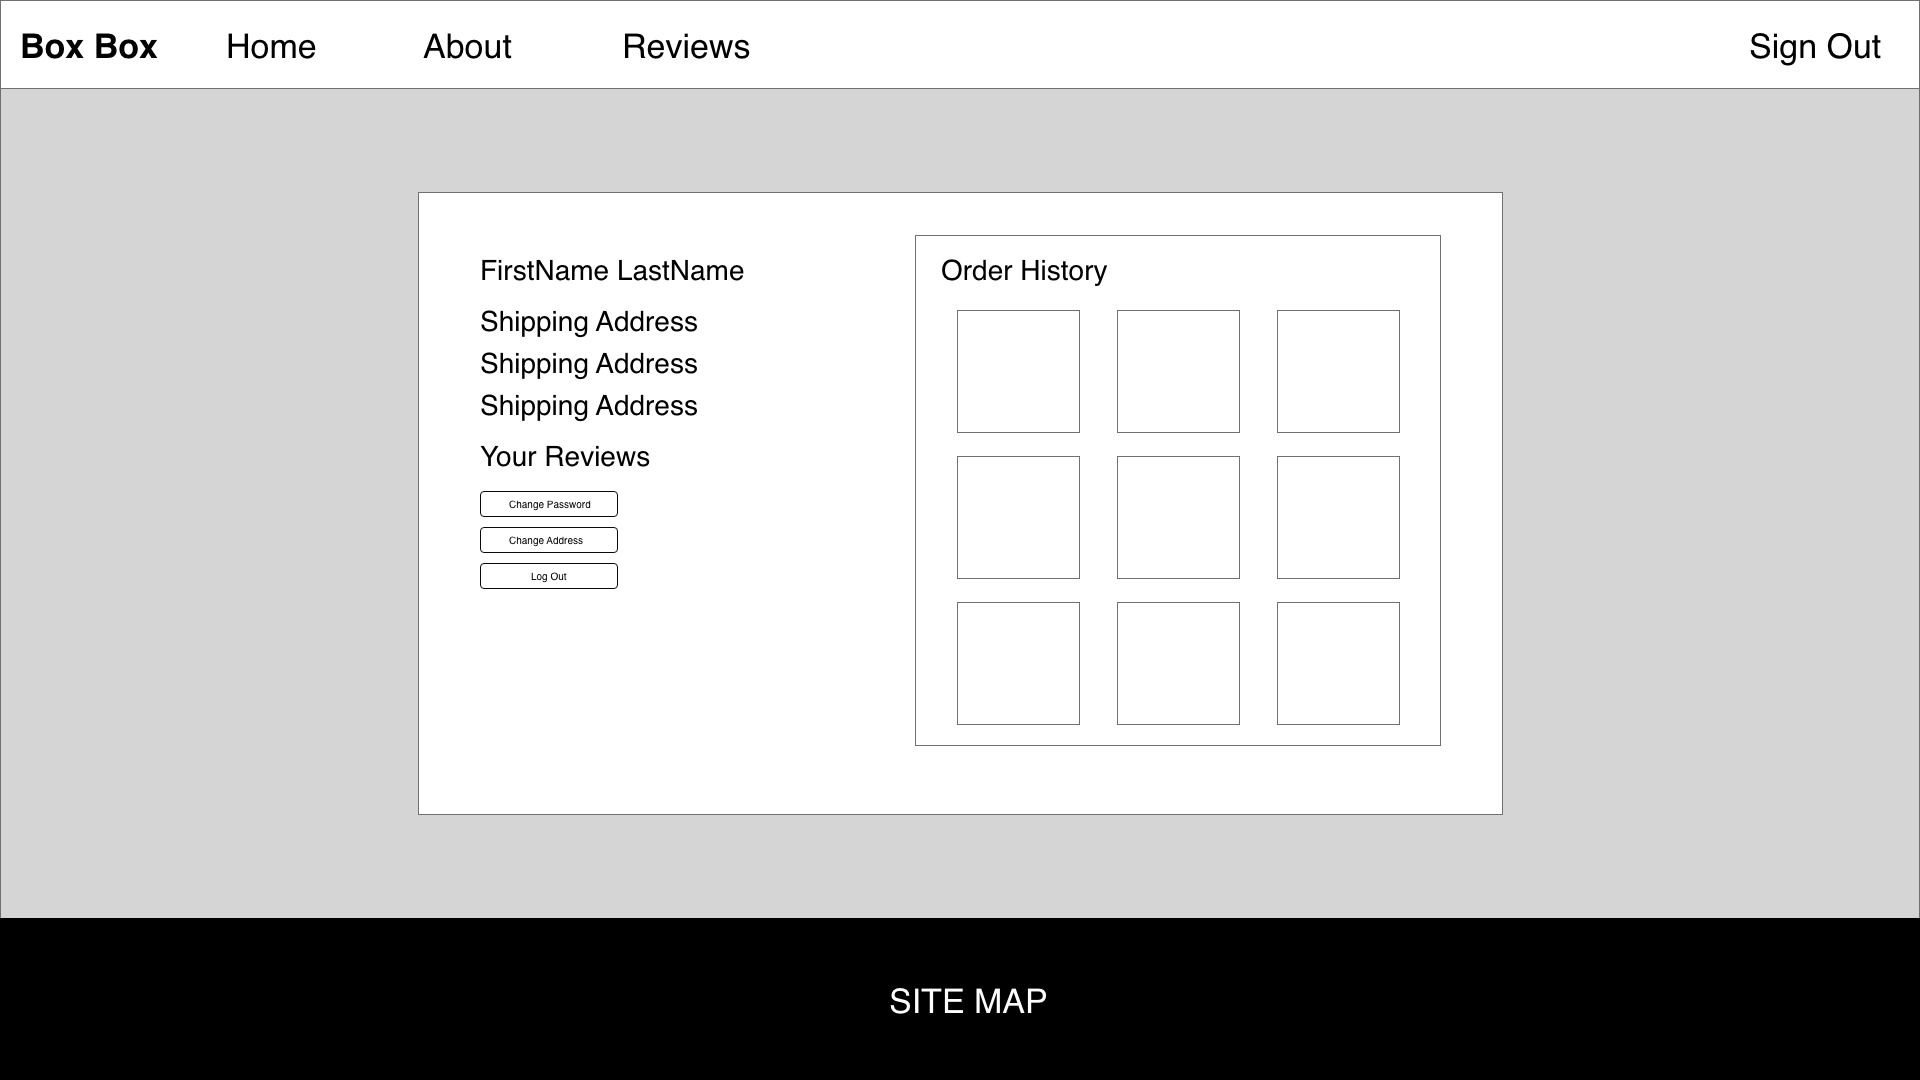 Box Box Home About Reviews Sign Out
FirstName LastName
Shipping Address
Shipping Address
Shipping Address
Your Reviews
Change Password
Change Address
Log Out
Order History
SITE MAP